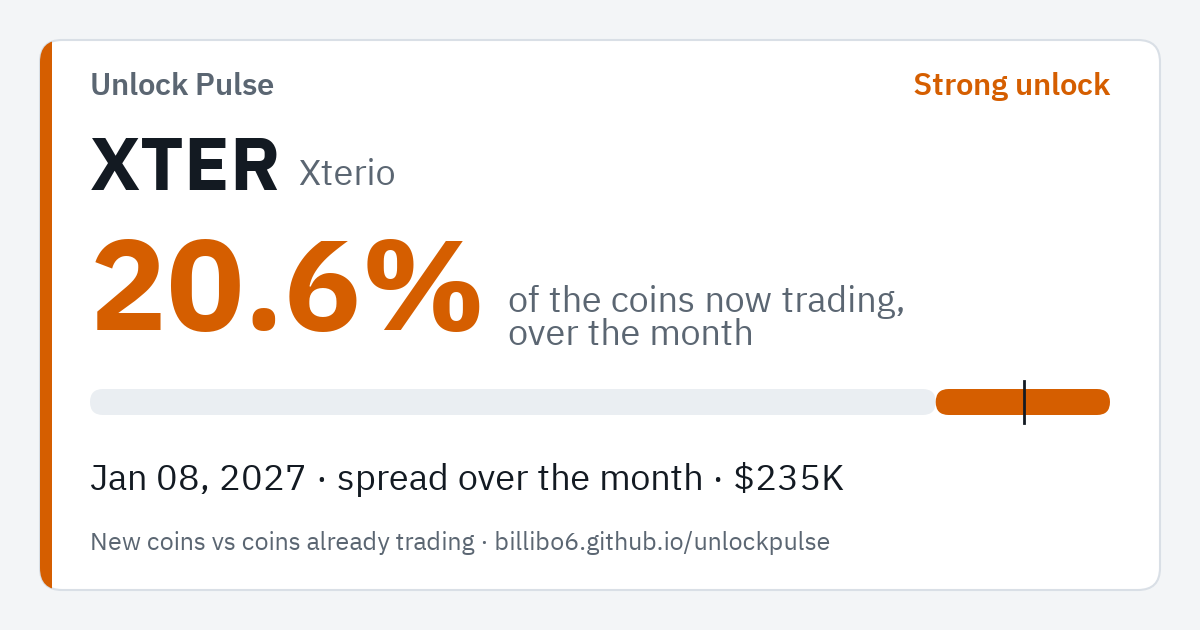 Unlock Pulse
Strong unlock
XTER Xterio
20.6% of the coins now trading,
over the month
Jan 08, 2027 · spread over the month · $235K
New coins vs coins already trading · billibo6.github.io/unlockpulse